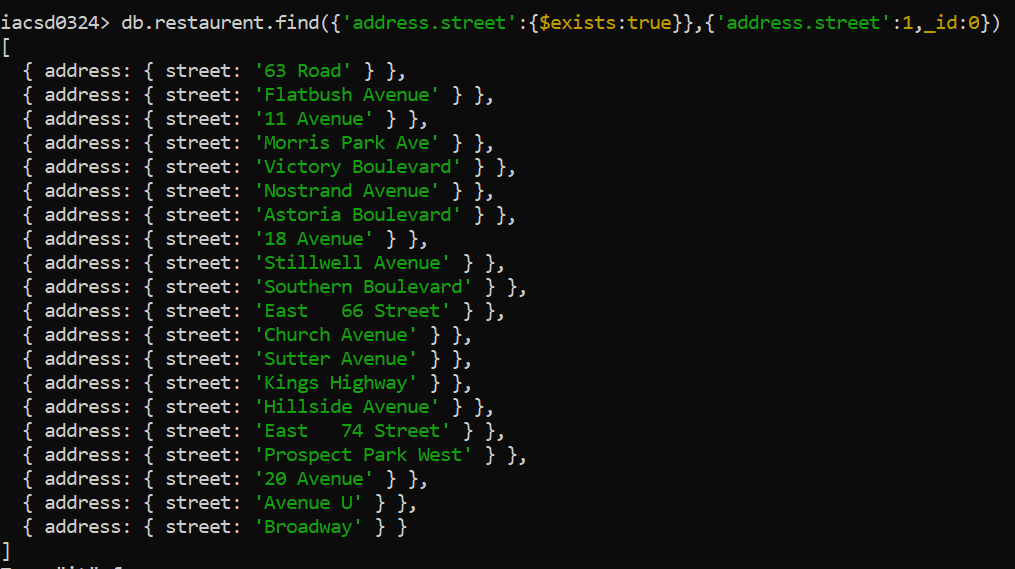 iacsd0324> db.restaurent.find({'address.street':{$exists:true}},{'address.street':1,_id:0})
[
  { address: { street: '63 Road' } },
  { address: { street: 'Flatbush Avenue' } },
  { address: { street: '11 Avenue' } },
  { address: { street: 'Morris Park Ave' } },
  { address: { street: 'Victory Boulevard' } },
  { address: { street: 'Nostrand Avenue' } },
  { address: { street: 'Astoria Boulevard' } },
  { address: { street: '18 Avenue' } },
  { address: { street: 'Stillwell Avenue' } },
  { address: { street: 'Southern Boulevard' } },
  { address: { street: 'East   66 Street' } },
  { address: { street: 'Church Avenue' } },
  { address: { street: 'Sutter Avenue' } },
  { address: { street: 'Kings Highway' } },
  { address: { street: 'Hillside Avenue' } },
  { address: { street: 'East   74 Street' } },
  { address: { street: 'Prospect Park West' } },
  { address: { street: '20 Avenue' } },
  { address: { street: 'Avenue U' } },
  { address: { street: 'Broadway' } }
]